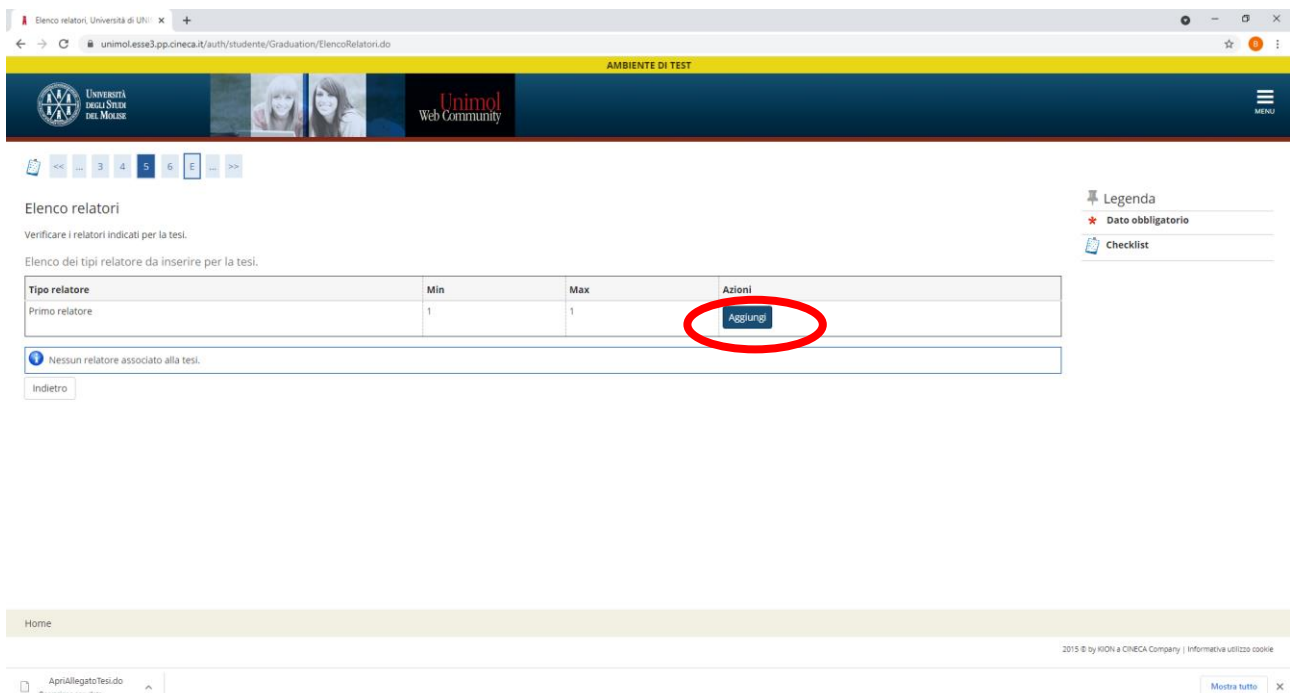 Elenco relatori, Università di UNI
unimol.esse3.pp.cineca.it/auth/studente/Graduation/ElencoRelatori.do
B
AMBIENTE DI TEST
UNIVERSITÀ
DEGLI STUDI
DEL MOLISE
Unimol
Web Community
MENU
<< ... 3 4 5 6 E ... >>
Legenda
* Dato obbligatorio
Checklist
Elenco relatori
Verificare i relatori indicati per la tesi.
Elenco dei tipi relatore da inserire per la tesi.
Tipo relatore Min Max Azioni
Primo relatore 1 1 Aggiungi
Nessun relatore associato alla tesi.
Indietro
Home
2015 © by KION a CINECA Company | Informativa utilizzo cookie
ApriAllegatoTesi.do
Mostra tutto